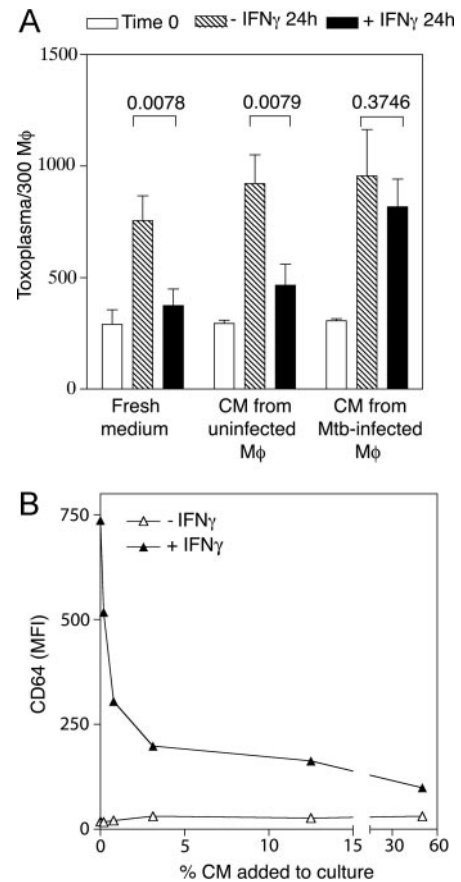 A
Time 0 - IFNγ 24h + IFNγ 24h
1500
0.0078 0.0079 0.3746
1000
500
0
Toxoplasma/300 Mϕ
Fresh medium
CM from uninfected Mϕ
CM from Mtb-infected Mϕ
B
750
- IFNγ
+ IFNγ
500
250
0
CD64 (MFI)
0 5 10 15 30 60
% CM added to culture